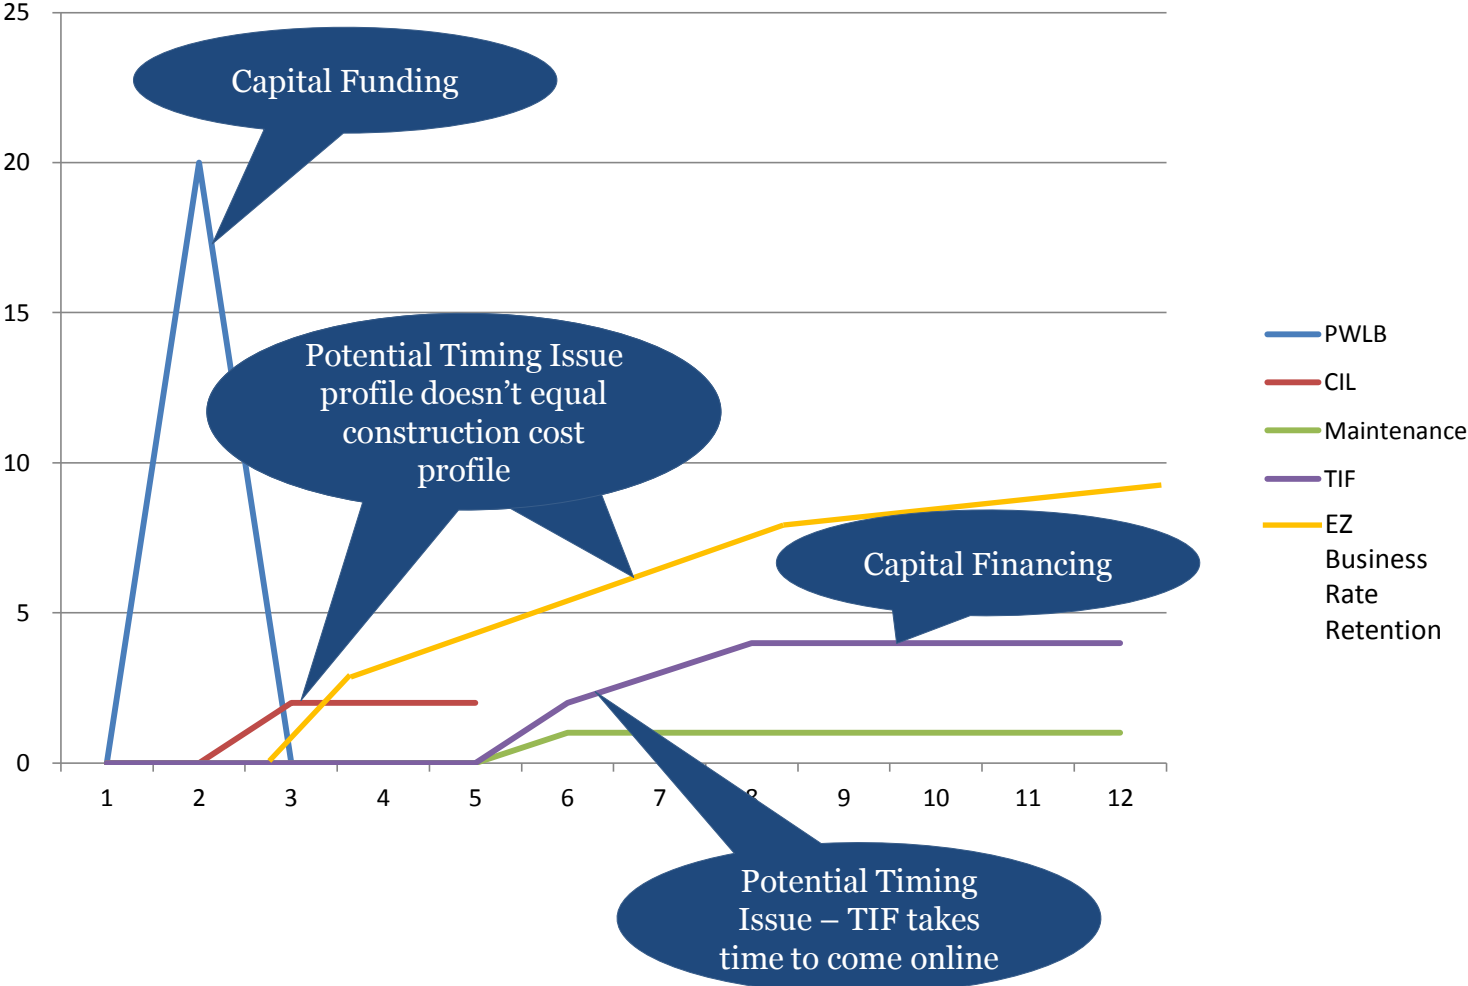 25
Capital Funding
20
15
Potential Timing Issue
profile doesn’t equal
construction cost
profile
10
Capital Financing
5
0
1 2 3 4 5 6 7 8 9 10 11 12
Potential Timing
Issue – TIF takes
time to come online
PWLB
CIL
Maintenance
TIF
EZ
Business
Rate
Retention